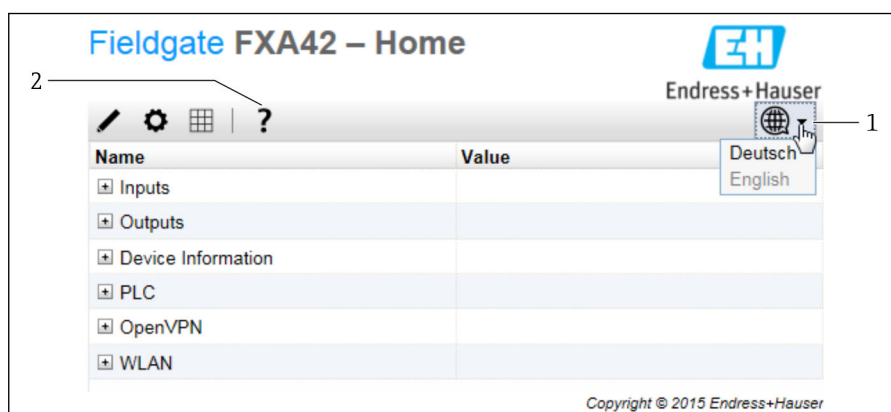 Fieldgate FXA42 – Home
EH
Endress+Hauser
2
?
1
Name Value
Deutsch
English
Inputs
Outputs
Device Information
PLC
OpenVPN
WLAN
Copyright © 2015 Endress+Hauser